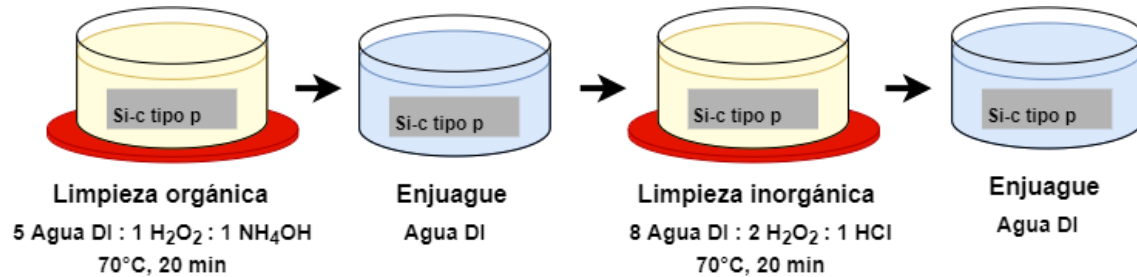 Si-c tipo p
Limpieza orgánica
5 Agua DI : 1 H₂O₂ : 1 NH₄OH
70°C, 20 min
Si-c tipo p
Enjuague
Agua DI
Si-c tipo p
Limpieza inorgánica
8 Agua DI : 2 H₂O₂ : 1 HCl
70°C, 20 min
Si-c tipo p
Enjuague
Agua DI